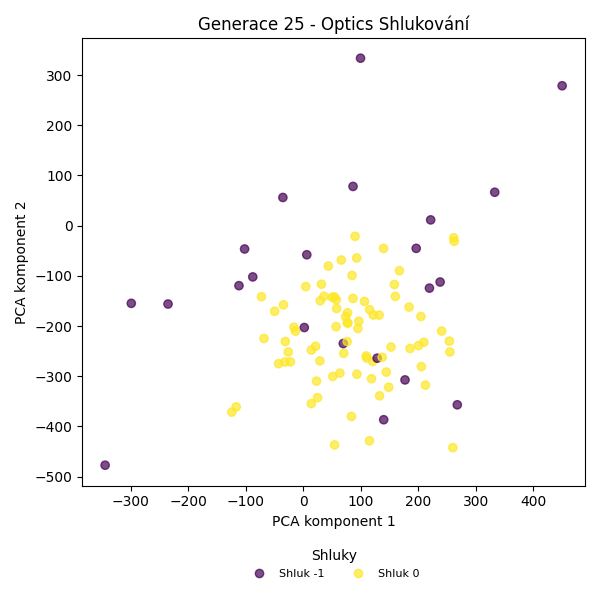 Generace 25 - Optics Shlukování
300
200
100
0
−100
−200
−300
−400
−500
PCA komponent 2
−300 −200 −100 0 100 200 300 400
PCA komponent 1
Shluky
Shluk -1 Shluk 0